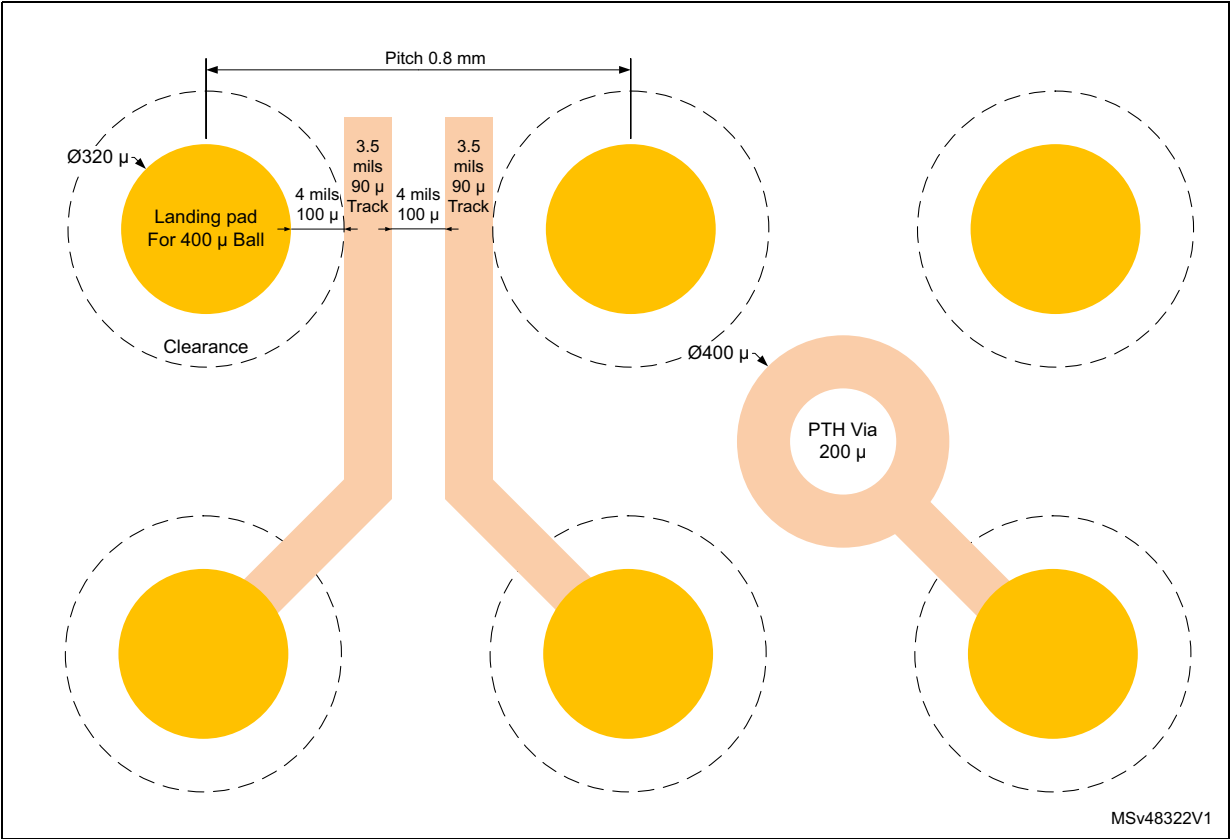 Pitch 0.8 mm
Ø320 µ
3.5
mils
90 µ
Track
3.5
mils
90 µ
Track
4 mils
100 µ
4 mils
100 µ
Landing pad
For 400 µ Ball
Clearance
Ø400 µ
PTH Via
200 µ
MSv48322V1